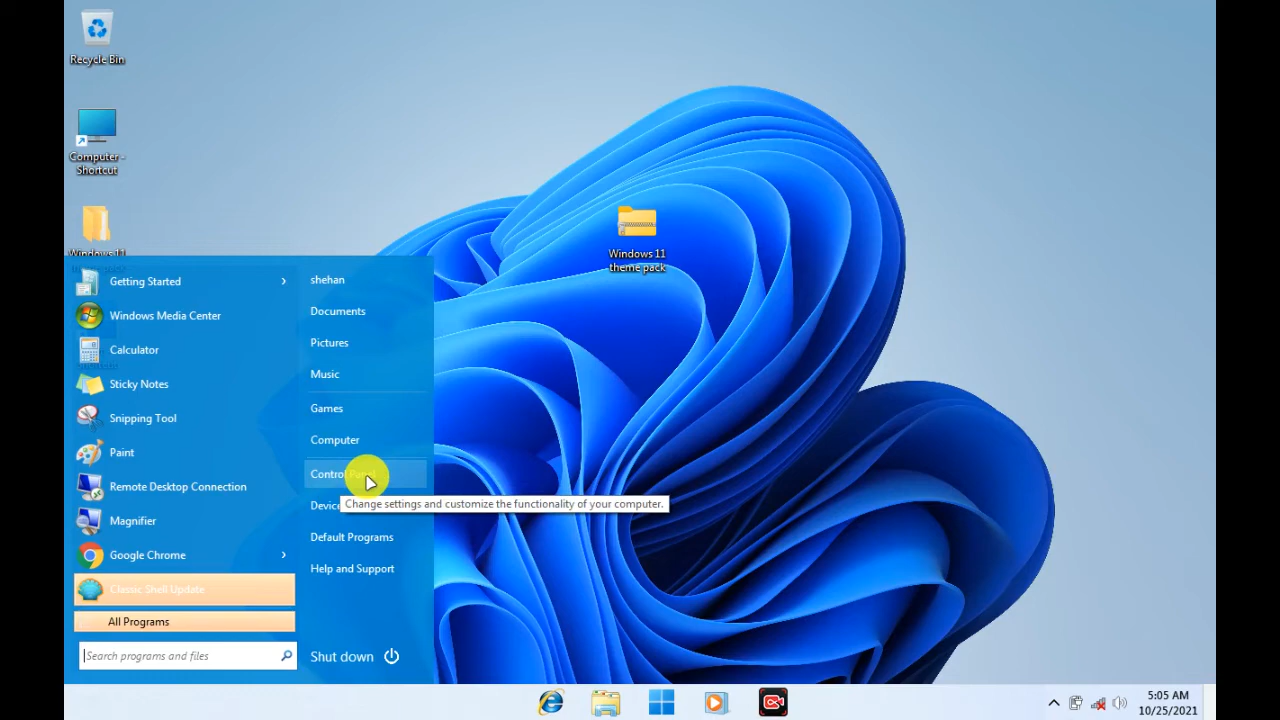 Recycle Bin
Computer -
Shortcut
Windows 11
Windows 11
theme pack
Getting Started
Windows Media Center
Calculator
Sticky Notes
Snipping Tool
Paint
Remote Desktop Connection
Magnifier
Google Chrome
Classic Shell Update
All Programs
Search programs and files
shehan
Documents
Pictures
Music
Games
Computer
Control Panel
Change settings and customize the functionality of your computer.
Default Programs
Help and Support
Shut down
5:05 AM
10/25/2021